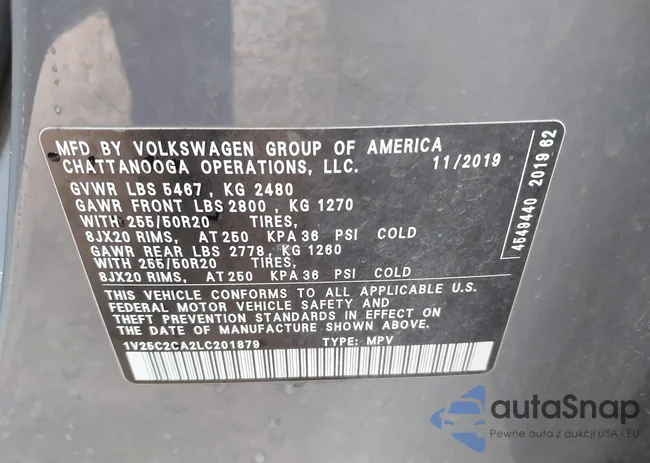 MFD BY VOLKSWAGEN GROUP OF AMERICA
CHATTANOOGA OPERATIONS, LLC. 11/2019
GVWR LBS 5467 , KG 2480
GAWR FRONT LBS 2800 , KG 1270
WITH 255/50R20 TIRES,
8JX20 RIMS, AT 250 KPA 36 PSI COLD
GAWR REAR LBS 2778 , KG 1260
WITH 255/50R20 TIRES,
8JX20 RIMS, AT 250 KPA 36 PSI COLD
THIS VEHICLE CONFORMS TO ALL APPLICABLE U.S.
FEDERAL MOTOR VEHICLE SAFETY AND
THEFT PREVENTION STANDARDS IN EFFECT ON
THE DATE OF MANUFACTURE SHOWN ABOVE.
1V25C2CA2LC201879 TYPE: MPV
4549440 2019 62
autaSnap
Pewne auta z aukcji USA i EU